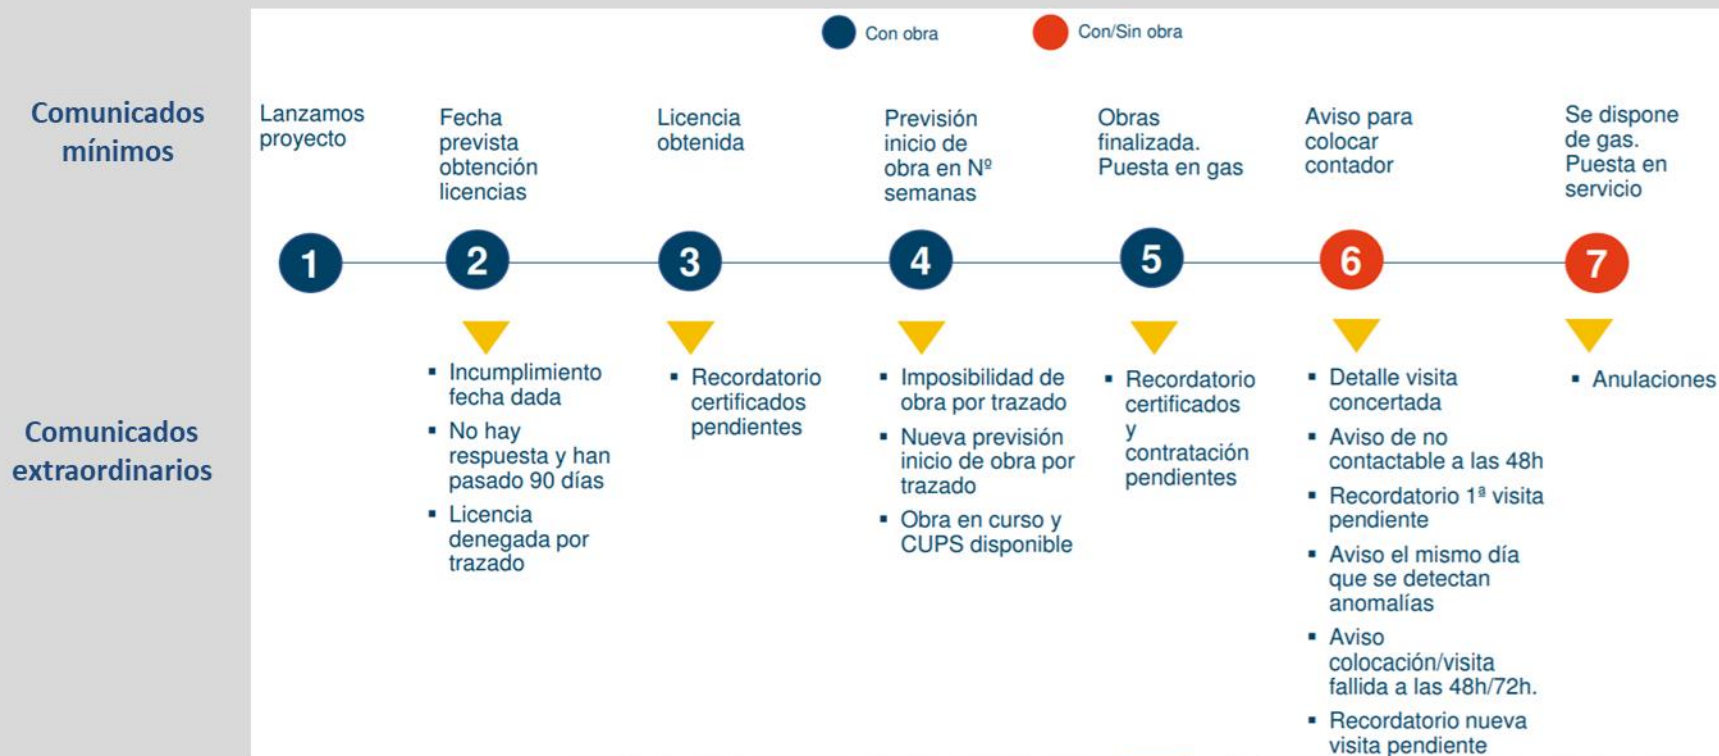 Con obra
Con/Sin obra
Comunicados
mínimos
Lanzamos
proyecto
Fecha
prevista
obtención
licencias
Licencia
obtenida
Previsión
inicio de
obra en Nº
semanas
Obras
finalizada.
Puesta en gas
Aviso para
colocar
contador
Se dispone
de gas.
Puesta en
servicio
1
2
3
4
5
6
7
Comunicados
extraordinarios
▪ Incumplimiento
fecha dada
▪ No hay
respuesta y han
pasado 90 días
▪ Licencia
denegada por
trazado
▪ Recordatorio
certificados
pendientes
▪ Imposibilidad de
obra por trazado
▪ Nueva previsión
inicio de obra por
trazado
▪ Obra en curso y
CUPS disponible
▪ Recordatorio
certificados
y
contratación
pendientes
▪ Detalle visita
concertada
▪ Aviso de no
contactable a las 48h
▪ Recordatorio 1ª visita
pendiente
▪ Aviso el mismo día
que se detectan
anomalías
▪ Aviso
colocación/visita
fallida a las 48h/72h.
▪ Recordatorio nueva
visita pendiente
▪ Anulaciones